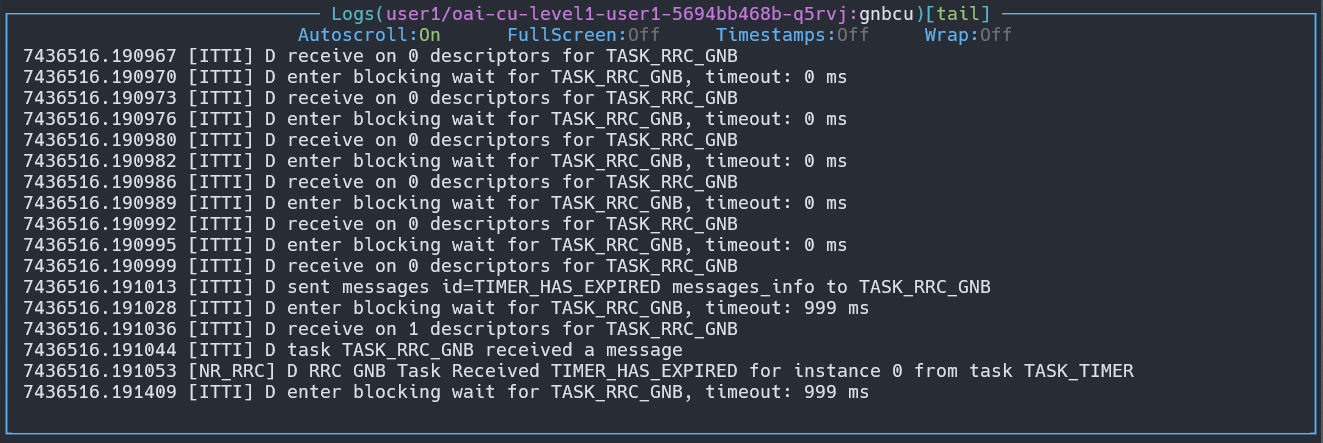 Logs(user1/oai-cu-level1-user1-5694bb468b-q5rvj:gnbcu)[tail]
Autoscroll:On FullScreen:Off Timestamps:Off Wrap:Off
7436516.190967 [ITTI] D receive on 0 descriptors for TASK_RRC_GNB
7436516.190970 [ITTI] D enter blocking wait for TASK_RRC_GNB, timeout: 0 ms
7436516.190973 [ITTI] D receive on 0 descriptors for TASK_RRC_GNB
7436516.190976 [ITTI] D enter blocking wait for TASK_RRC_GNB, timeout: 0 ms
7436516.190980 [ITTI] D receive on 0 descriptors for TASK_RRC_GNB
7436516.190982 [ITTI] D enter blocking wait for TASK_RRC_GNB, timeout: 0 ms
7436516.190986 [ITTI] D receive on 0 descriptors for TASK_RRC_GNB
7436516.190989 [ITTI] D enter blocking wait for TASK_RRC_GNB, timeout: 0 ms
7436516.190992 [ITTI] D receive on 0 descriptors for TASK_RRC_GNB
7436516.190995 [ITTI] D enter blocking wait for TASK_RRC_GNB, timeout: 0 ms
7436516.190999 [ITTI] D receive on 0 descriptors for TASK_RRC_GNB
7436516.191013 [ITTI] D sent messages id=TIMER_HAS_EXPIRED messages_info to TASK_RRC_GNB
7436516.191028 [ITTI] D enter blocking wait for TASK_RRC_GNB, timeout: 999 ms
7436516.191036 [ITTI] D receive on 1 descriptors for TASK_RRC_GNB
7436516.191044 [ITTI] D task TASK_RRC_GNB received a message
7436516.191053 [NR_RRC] D RRC GNB Task Received TIMER_HAS_EXPIRED for instance 0 from task TASK_TIMER
7436516.191409 [ITTI] D enter blocking wait for TASK_RRC_GNB, timeout: 999 ms